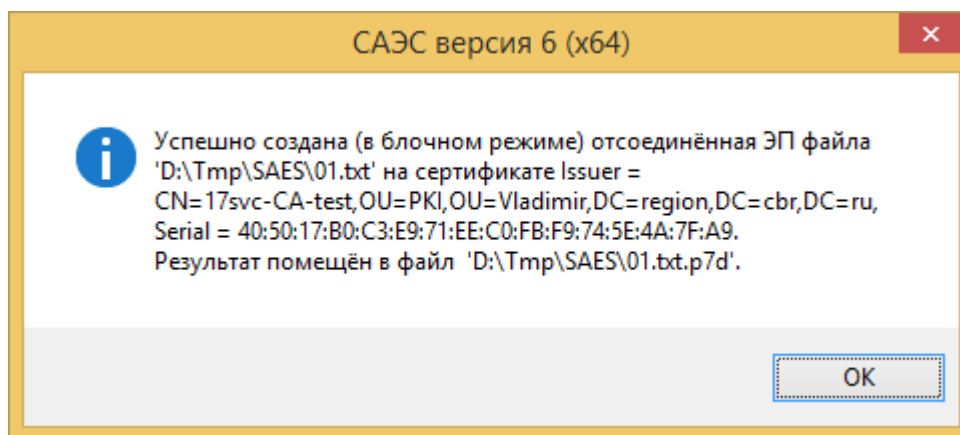 САЭС версия 6 (x64)
Успешно создана (в блочном режиме) отсоединённая ЭП файла
'D:\Tmp\SAES\01.txt' на сертификате Issuer =
CN=17svc-CA-test,OU=PKI,OU=Vladimir,DC=region,DC=cbr,DC=ru,
Serial = 40:50:17:B0:C3:E9:71:EE:C0:FB:F9:74:5E:4A:7F:A9.
Результат помещён в файл  'D:\Tmp\SAES\01.txt.p7d'.
OK